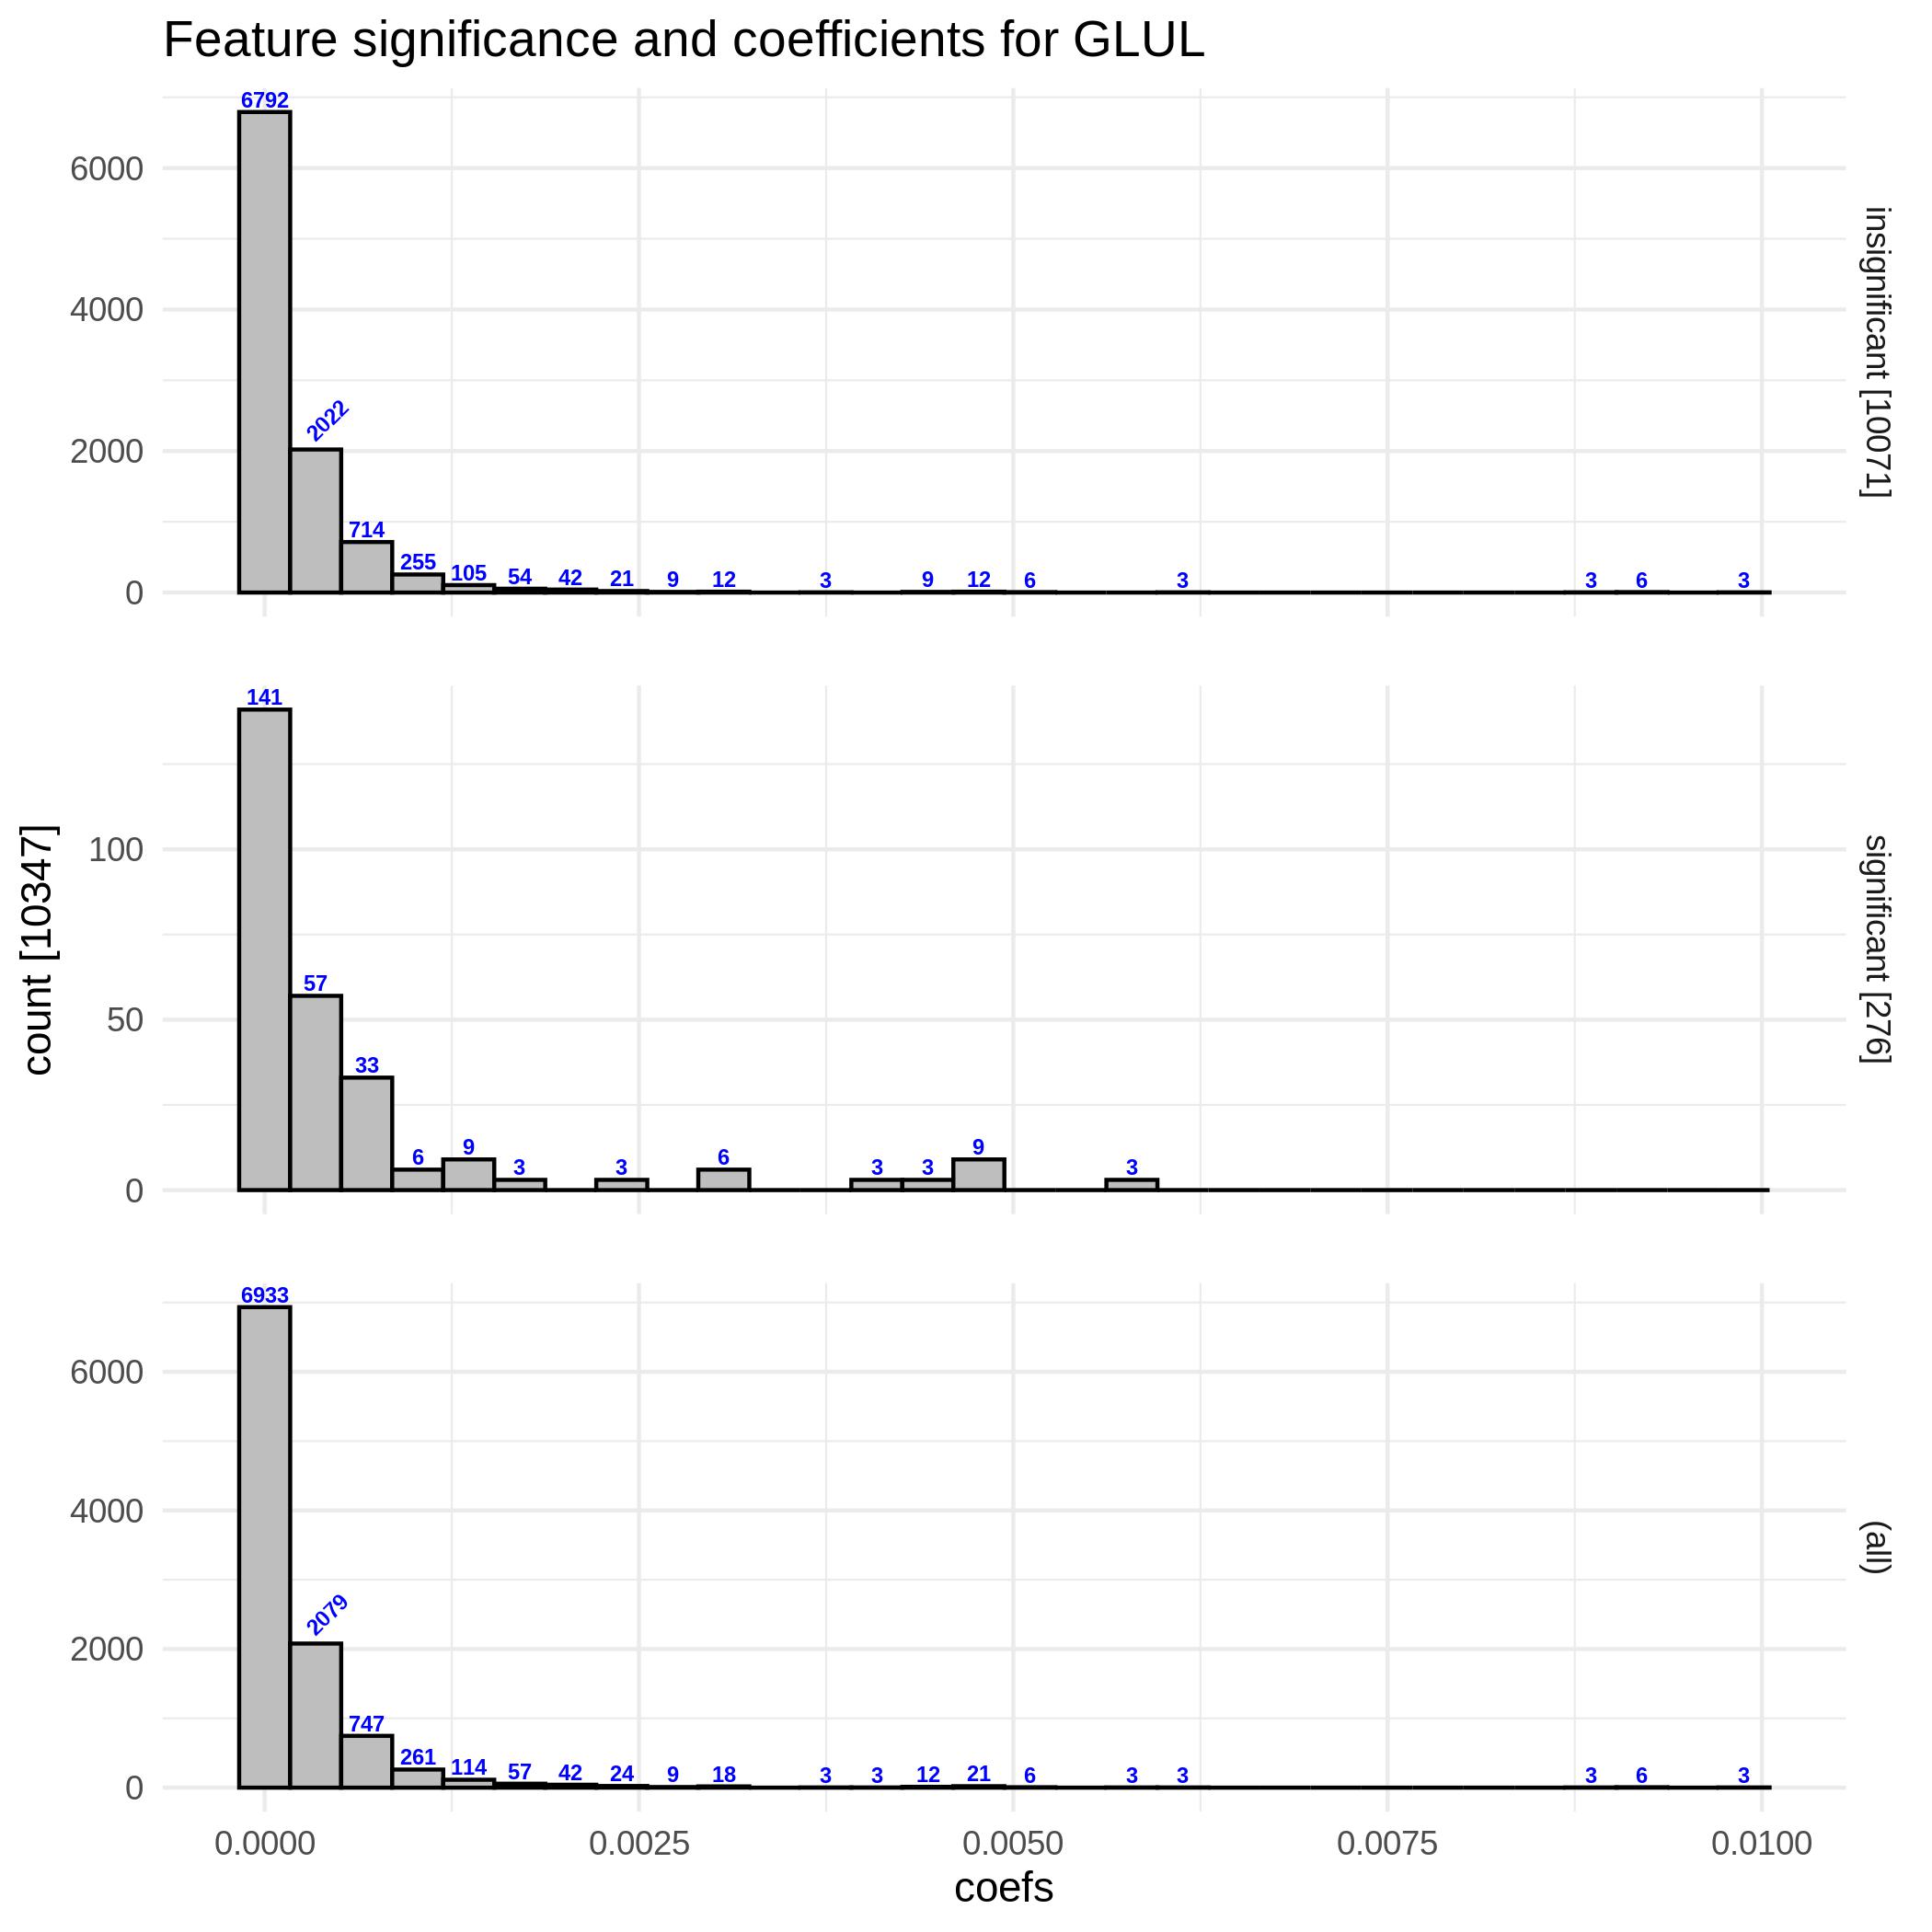 Feature significance and coefficients for GLUL
6792
6000
4000
2022
2000
714
255
105 54 42 21 9 12 3 9 12 6 3 3 6 3
0
insignificant [10071]
141
100
57
50
33
6 9 3 3 6 3 3 9 3
0
significant [276]
count [10347]
6933
6000
4000
2079
2000
747
261
114 57 42 24 9 18 3 3 12 21 6 3 3 3 6 3
0
(all)
0.0000 0.0025 0.0050 0.0075 0.0100
coefs